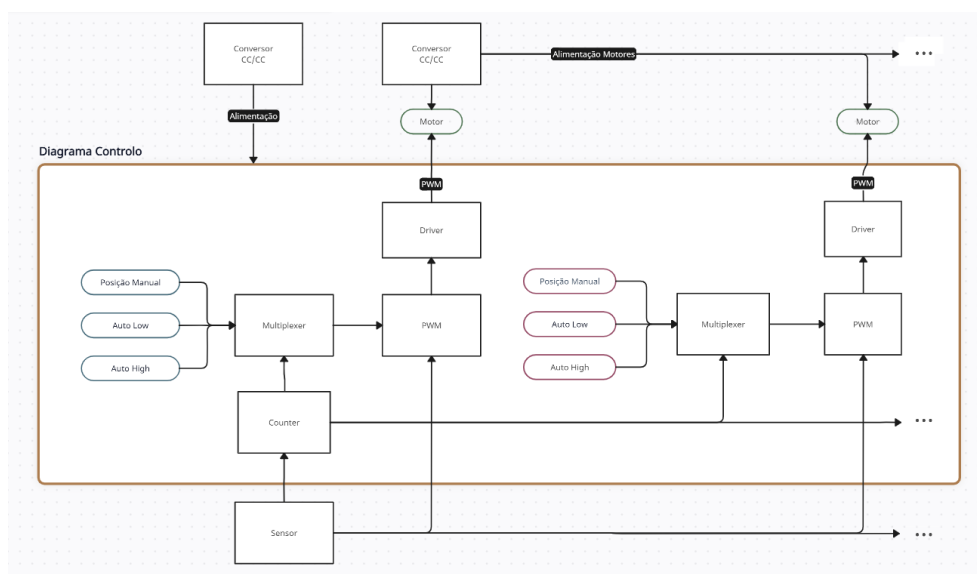 Conversor
CC/CC
Conversor
CC/CC
Alimentação Motores
...
Alimentação
Motor
Motor
Diagrama Controlo
PWM
PWM
Driver
Driver
Posição Manual
Auto Low
Auto High
Multiplexer
PWM
Posição Manual
Auto Low
Auto High
Multiplexer
PWM
Counter
...
Sensor
...